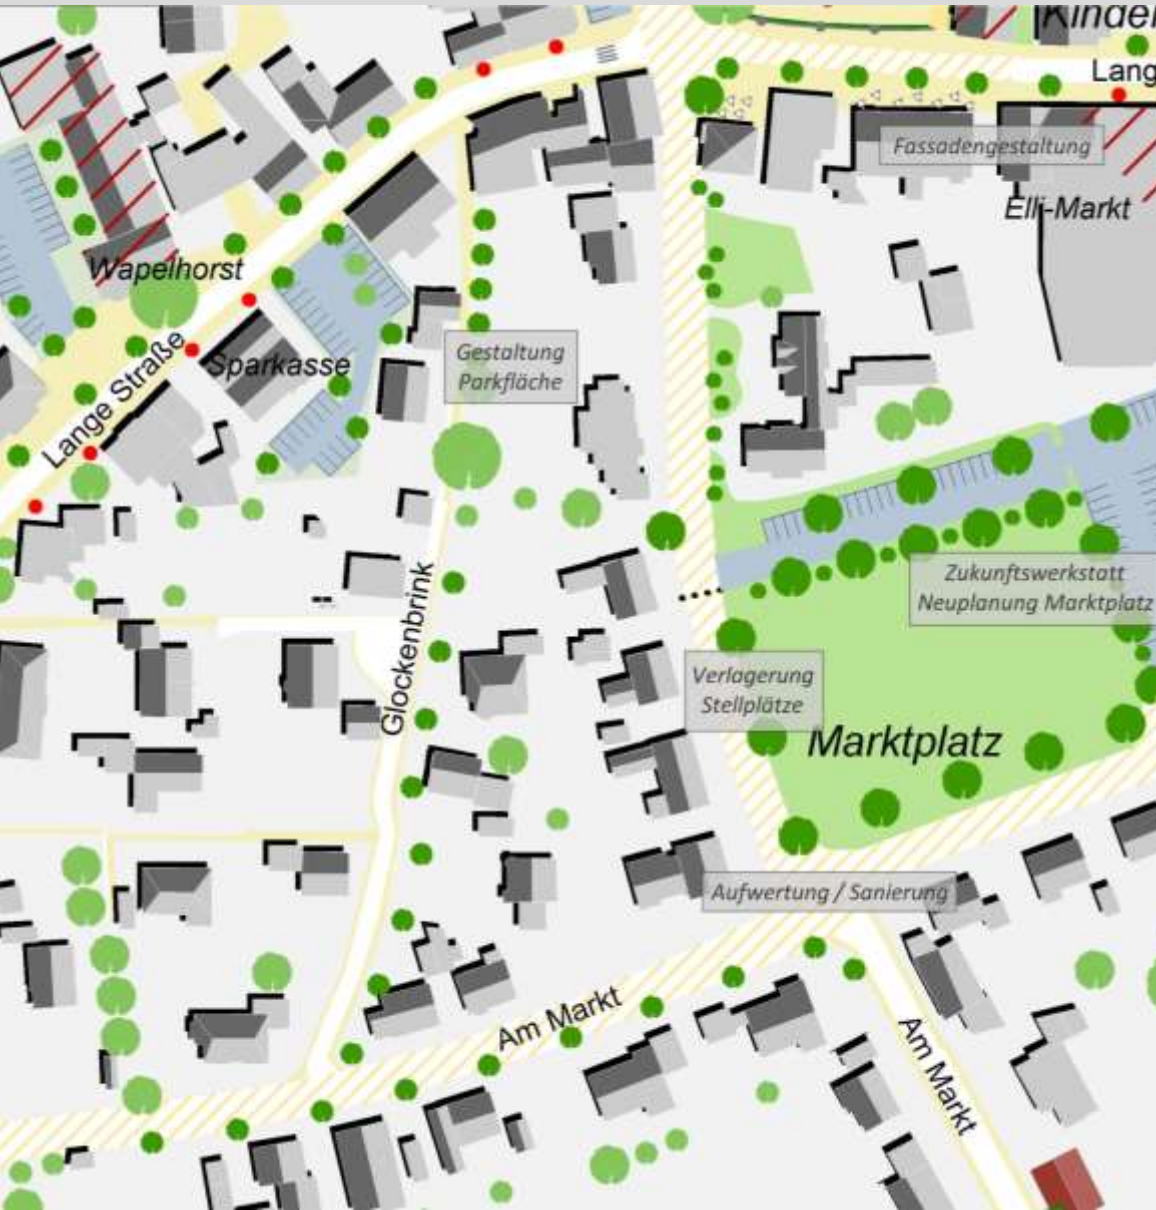 Kinder
Lang
Fassadengestaltung
Elli-Markt
Wapelhorst
Sparkasse
Lange Straße
Gestaltung
Parkfläche
Zukunftswerkstatt
Neuplanung Marktplatz
Glockenbrink
Verlagerung
Stellplätze
Marktplatz
Aufwertung / Sanierung
Am Markt
Am Markt